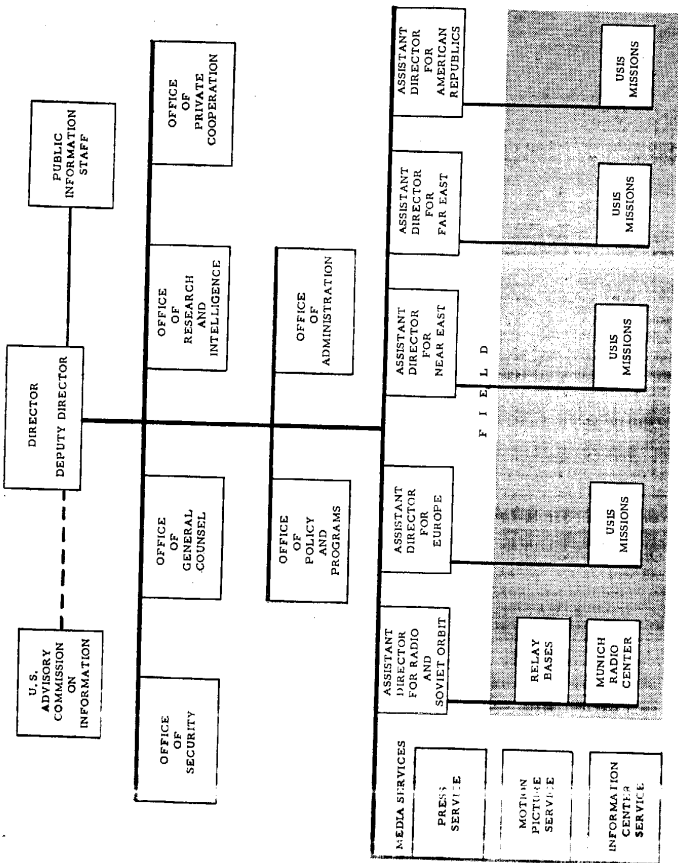 DIRECTOR
DEPUTY DIRECTOR
U.S.
ADVISORY
COMMISSION
ON
INFORMATION
PUBLIC
INFORMATION
STAFF
OFFICE
OF
SECURITY
OFFICE
OF
GENERAL
COUNSEL
OFFICE
OF
RESEARCH
AND
INTELLIGENCE
OFFICE
OF
PRIVATE
COOPERATION
OFFICE
OF
POLICY
AND
PROGRAMS
OFFICE
OF
ADMINISTRATION
MEDIA SERVICES
PRESS
SERVICE
MOTION
PICTURE
SERVICE
INFORMATION
CENTER
SERVICE
ASSISTANT
DIRECTOR
FOR RADIO
AND
SOVIET ORBIT
ASSISTANT
DIRECTOR
FOR
EUROPE
ASSISTANT
DIRECTOR
FOR
NEAR EAST
ASSISTANT
DIRECTOR
FOR
FAR EAST
ASSISTANT
DIRECTOR
FOR
AMERICAN
REPUBLICS
FIELD
RELAY
BASES
MUNICH
RADIO
CENTER
USIS
MISSIONS
USIS
MISSIONS
USIS
MISSIONS
USIS
MISSIONS